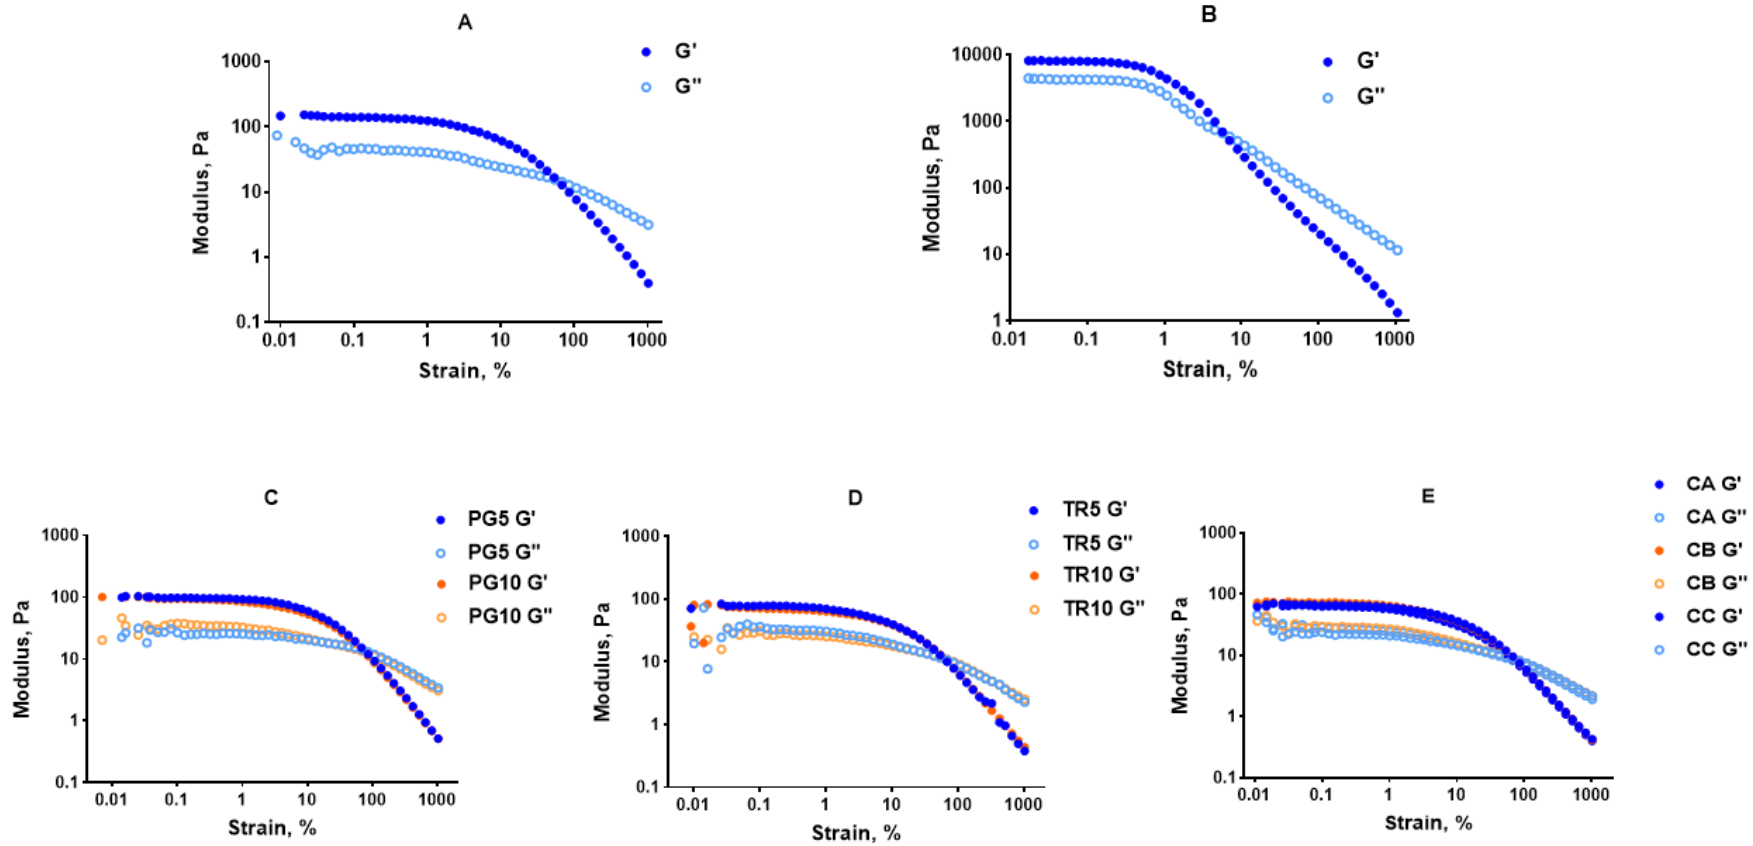 A
G'
G"
1000
100
10
1
0.1
Modulus, Pa
0.01 0.1 1 10 100 1000
Strain, %
B
G'
G"
10000
1000
100
10
1
Modulus, Pa
0.01 0.1 1 10 100 1000
Strain, %
C
PG5 G'
PG5 G"
PG10 G'
PG10 G"
1000
100
10
1
0.1
Modulus, Pa
0.01 0.1 1 10 100 1000
Strain, %
D
TR5 G'
TR5 G"
TR10 G'
TR10 G"
1000
100
10
1
0.1
Modulus, Pa
0.01 0.1 1 10 100 1000
Strain, %
E
CA G'
CA G"
CB G'
CB G"
CC G'
CC G"
1000
100
10
1
0.1
Modulus, Pa
0.01 0.1 1 10 100 1000
Strain, %